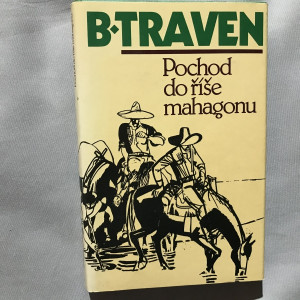 B·TRAVEN
Pochod
do říše
mahagonu